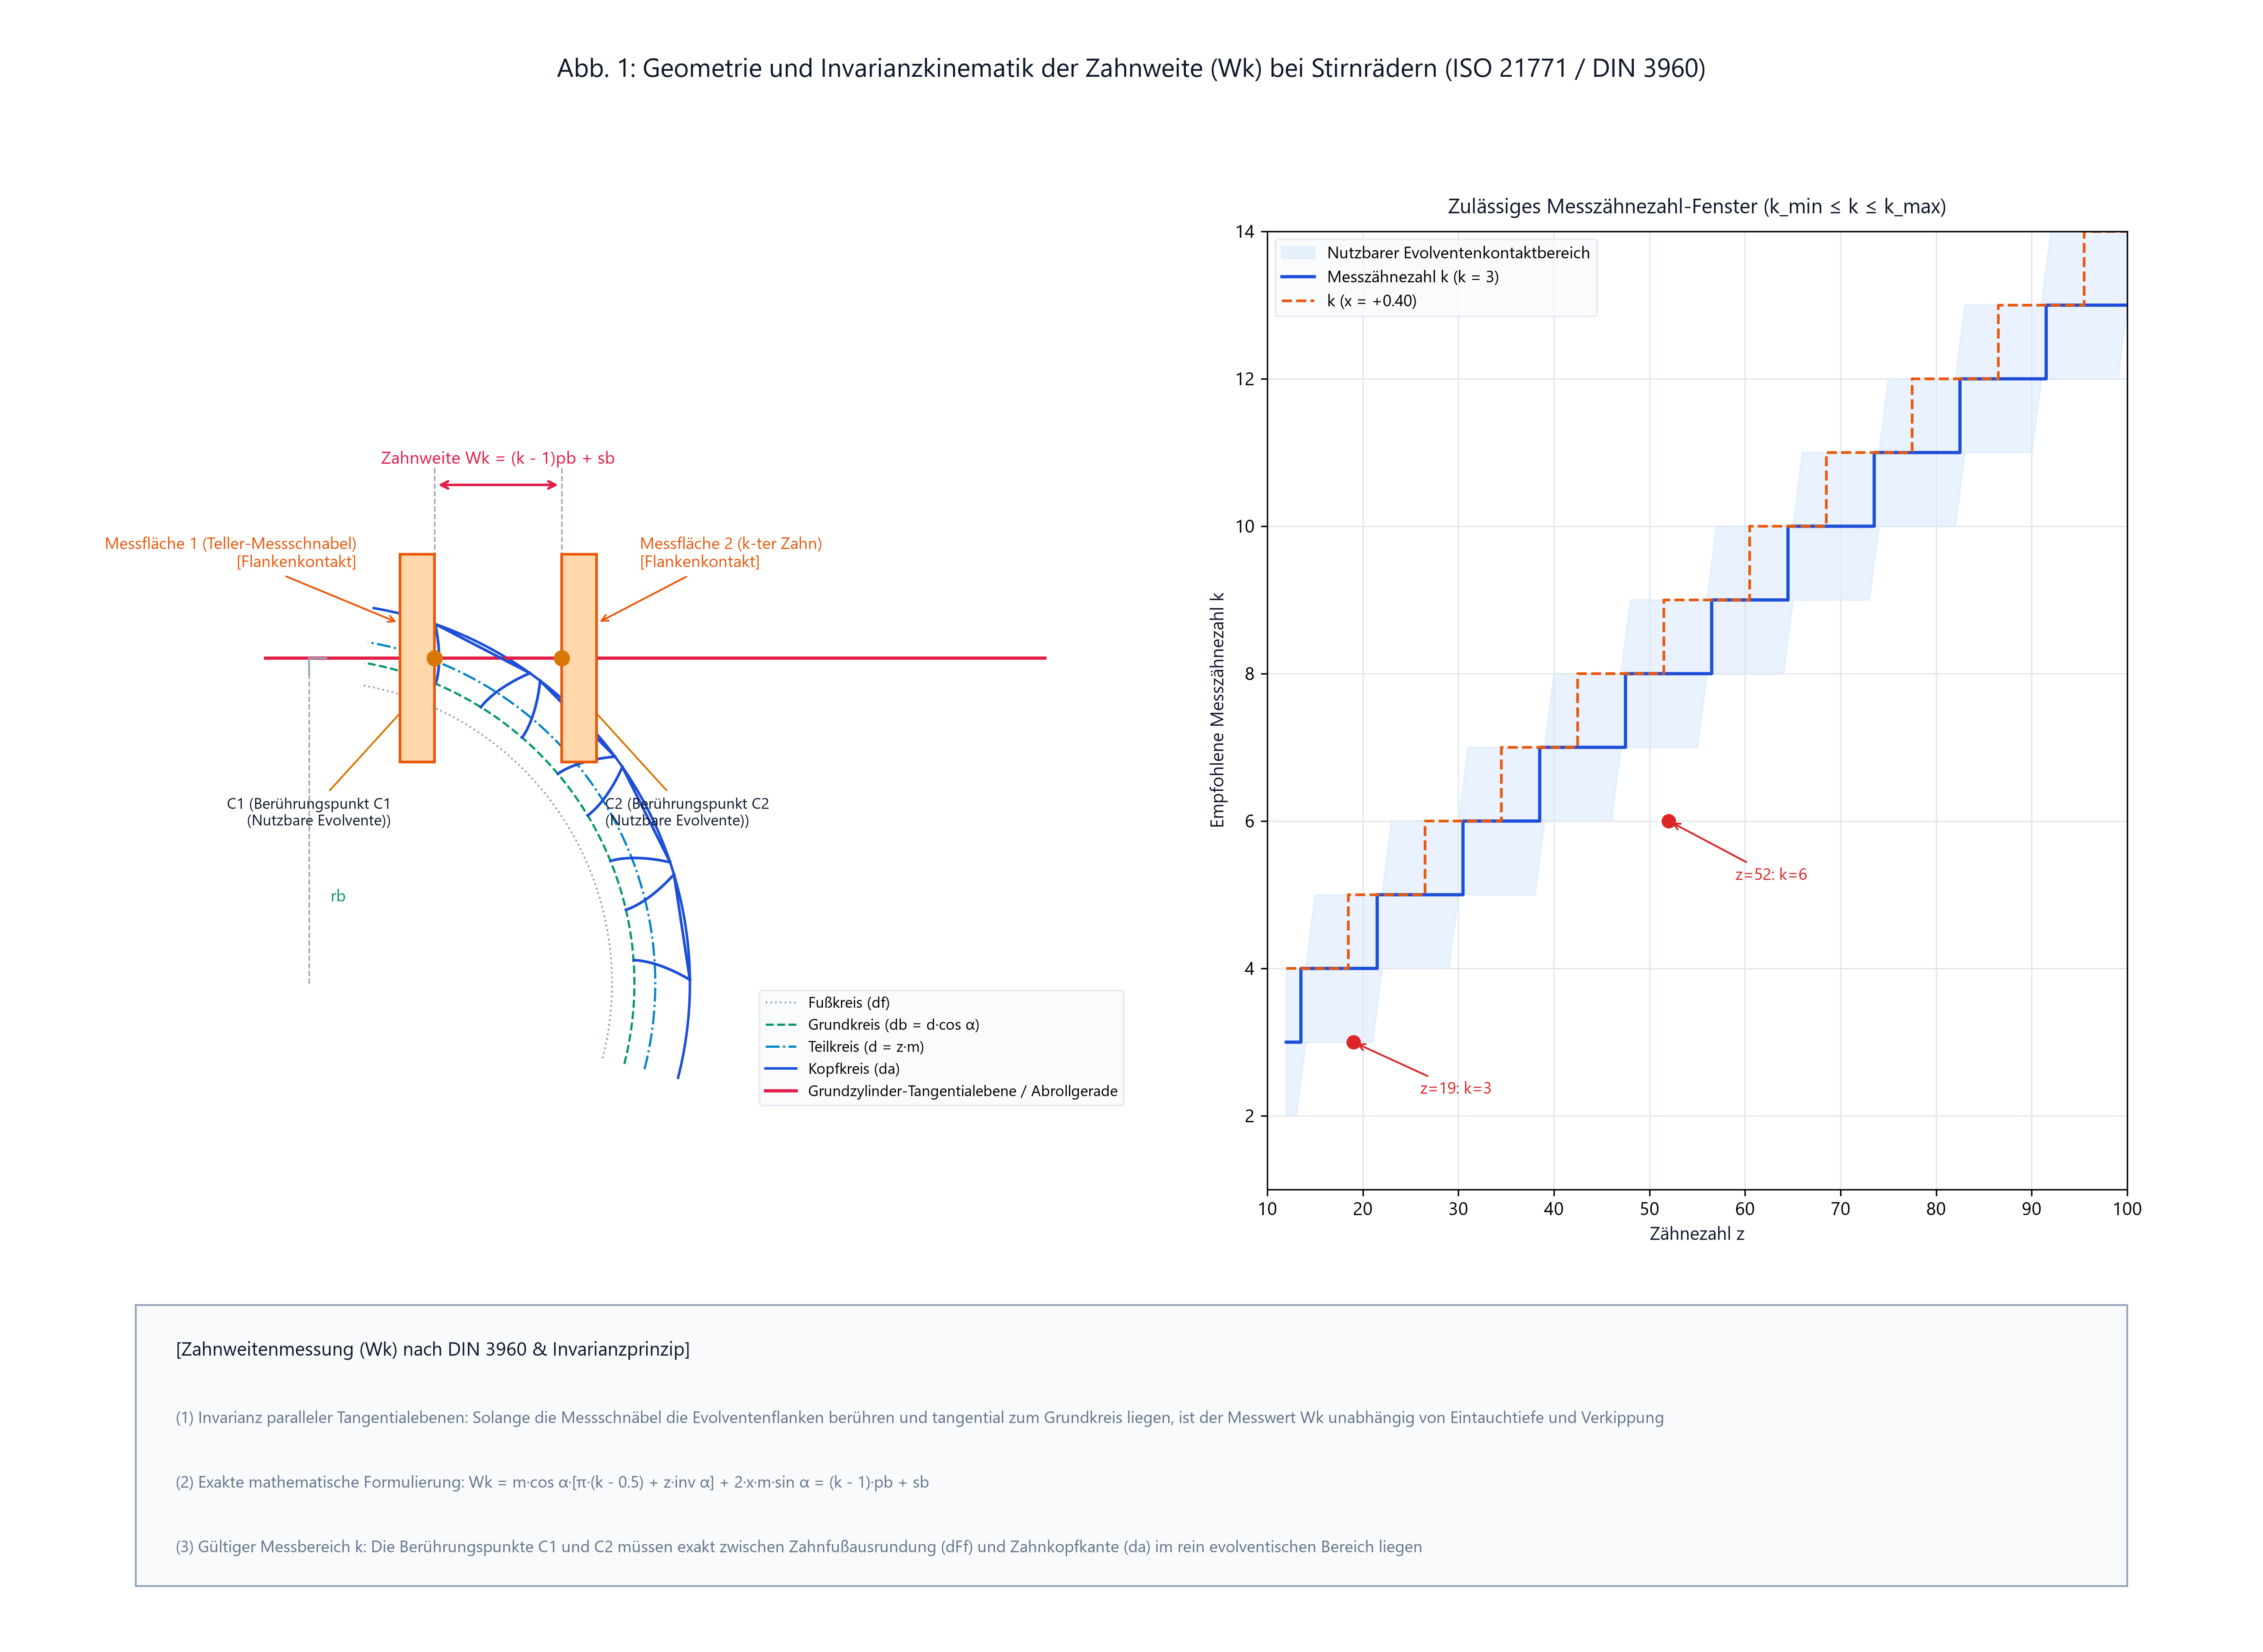 Abb. 1: Geometrie und Invarianzkinematik der Zahnweite (Wk) bei Stirnrädern (ISO 21771 / DIN 3960)
Zahnweite Wk = (k - 1)pb + sb
Messfläche 1 (Teller-Messschnabel)
[Flankenkontakt]
Messfläche 2 (k-ter Zahn)
[Flankenkontakt]
C1 (Berührungspunkt C1
(Nutzbare Evolvente))
C2 (Berührungspunkt C2
(Nutzbare Evolvente))
rb
Fußkreis (df)
Grundkreis (db = d·cos α)
Teilkreis (d = z·m)
Kopfkreis (da)
Grundzylinder-Tangentialebene / Abrollgerade
Zulässiges Messzähnezahl-Fenster (k_min ≤ k ≤ k_max)
Nutzbarer Evolventenkontaktbereich
Messzähnezahl k (k = 3)
k (x = +0.40)
14
12
10
8
6
4
2
Empfohlene Messzähnezahl k
z=52: k=6
z=19: k=3
10 20 30 40 50 60 70 80 90 100
Zähnezahl z
[Zahnweitenmessung (Wk) nach DIN 3960 & Invarianzprinzip]
(1) Invarianz paralleler Tangentialebenen: Solange die Messschnäbel die Evolventenflanken berühren und tangential zum Grundkreis liegen, ist der Messwert Wk unabhängig von Eintauchtiefe und Verkippung
(2) Exakte mathematische Formulierung: Wk = m·cos α·[π·(k - 0.5) + z·inv α] + 2·x·m·sin α = (k - 1)·pb + sb
(3) Gültiger Messbereich k: Die Berührungspunkte C1 und C2 müssen exakt zwischen Zahnfußausrundung (dFf) und Zahnkopfkante (da) im rein evolventischen Bereich liegen